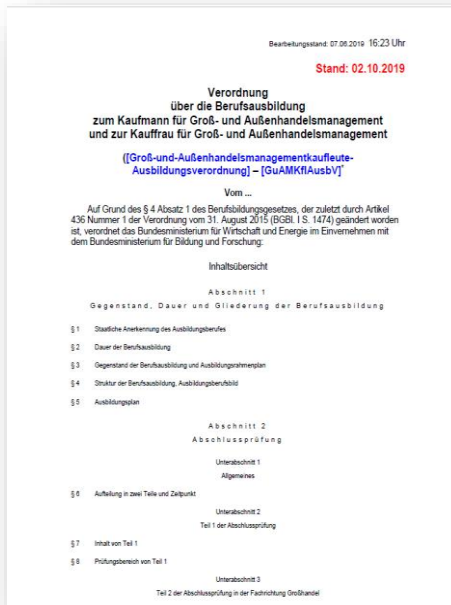 Bearbeitungsstand: 07.06.2019 16:23 Uhr
Stand: 02.10.2019
Verordnung
über die Berufsausbildung
zum Kaufmann für Groß- und Außenhandelsmanagement
und zur Kauffrau für Groß- und Außenhandelsmanagement
([Groß-und-Außenhandelsmanagementkaufleute-
Ausbildungsverordnung] – [GuAMKflAusbV]*
Vom ...
Auf Grund des § 4 Absatz 1 des Berufsbildungsgesetzes, der zuletzt durch Artikel
436 Nummer 1 der Verordnung vom 31. August 2015 (BGBl. I S. 1474) geändert worden
ist, verordnet das Bundesministerium für Wirtschaft und Energie im Einvernehmen mit
dem Bundesministerium für Bildung und Forschung:
Inhaltsübersicht
Abschnitt 1
Gegenstand, Dauer und Gliederung der Berufsausbildung
§ 1 Staatliche Anerkennung des Ausbildungsberufes
§ 2 Dauer der Berufsausbildung
§ 3 Gegenstand der Berufsausbildung und Ausbildungsrahmenplan
§ 4 Struktur der Berufsausbildung, Ausbildungsberufsbild
§ 5 Ausbildungsplan
Abschnitt 2
Abschlussprüfung
Unterabschnitt 1
Allgemeines
§ 6 Aufteilung in zwei Teile und Zeitpunkt
Unterabschnitt 2
Teil 1 der Abschlussprüfung
§ 7 Inhalt von Teil 1
§ 8 Prüfungsbereich von Teil 1
Unterabschnitt 3
Teil 2 der Abschlussprüfung in der Fachrichtung Großhandel